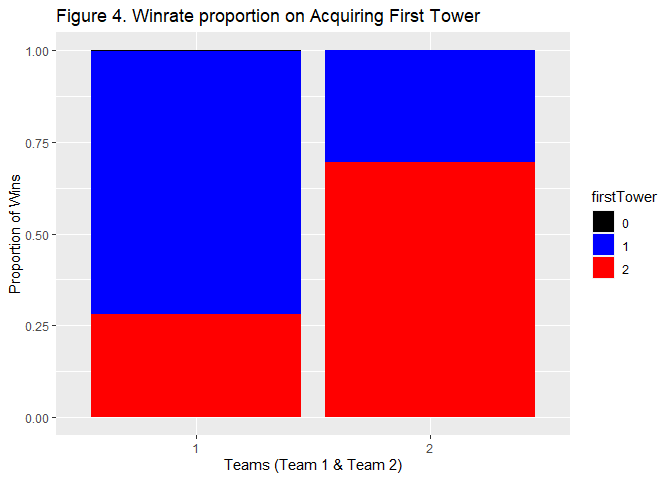 Figure 4. Winrate proportion on Acquiring First Tower
1.00
0.75
0.50
0.25
0.00
Proportion of Wins
1 2
Teams (Team 1 & Team 2)
firstTower
0
1
2